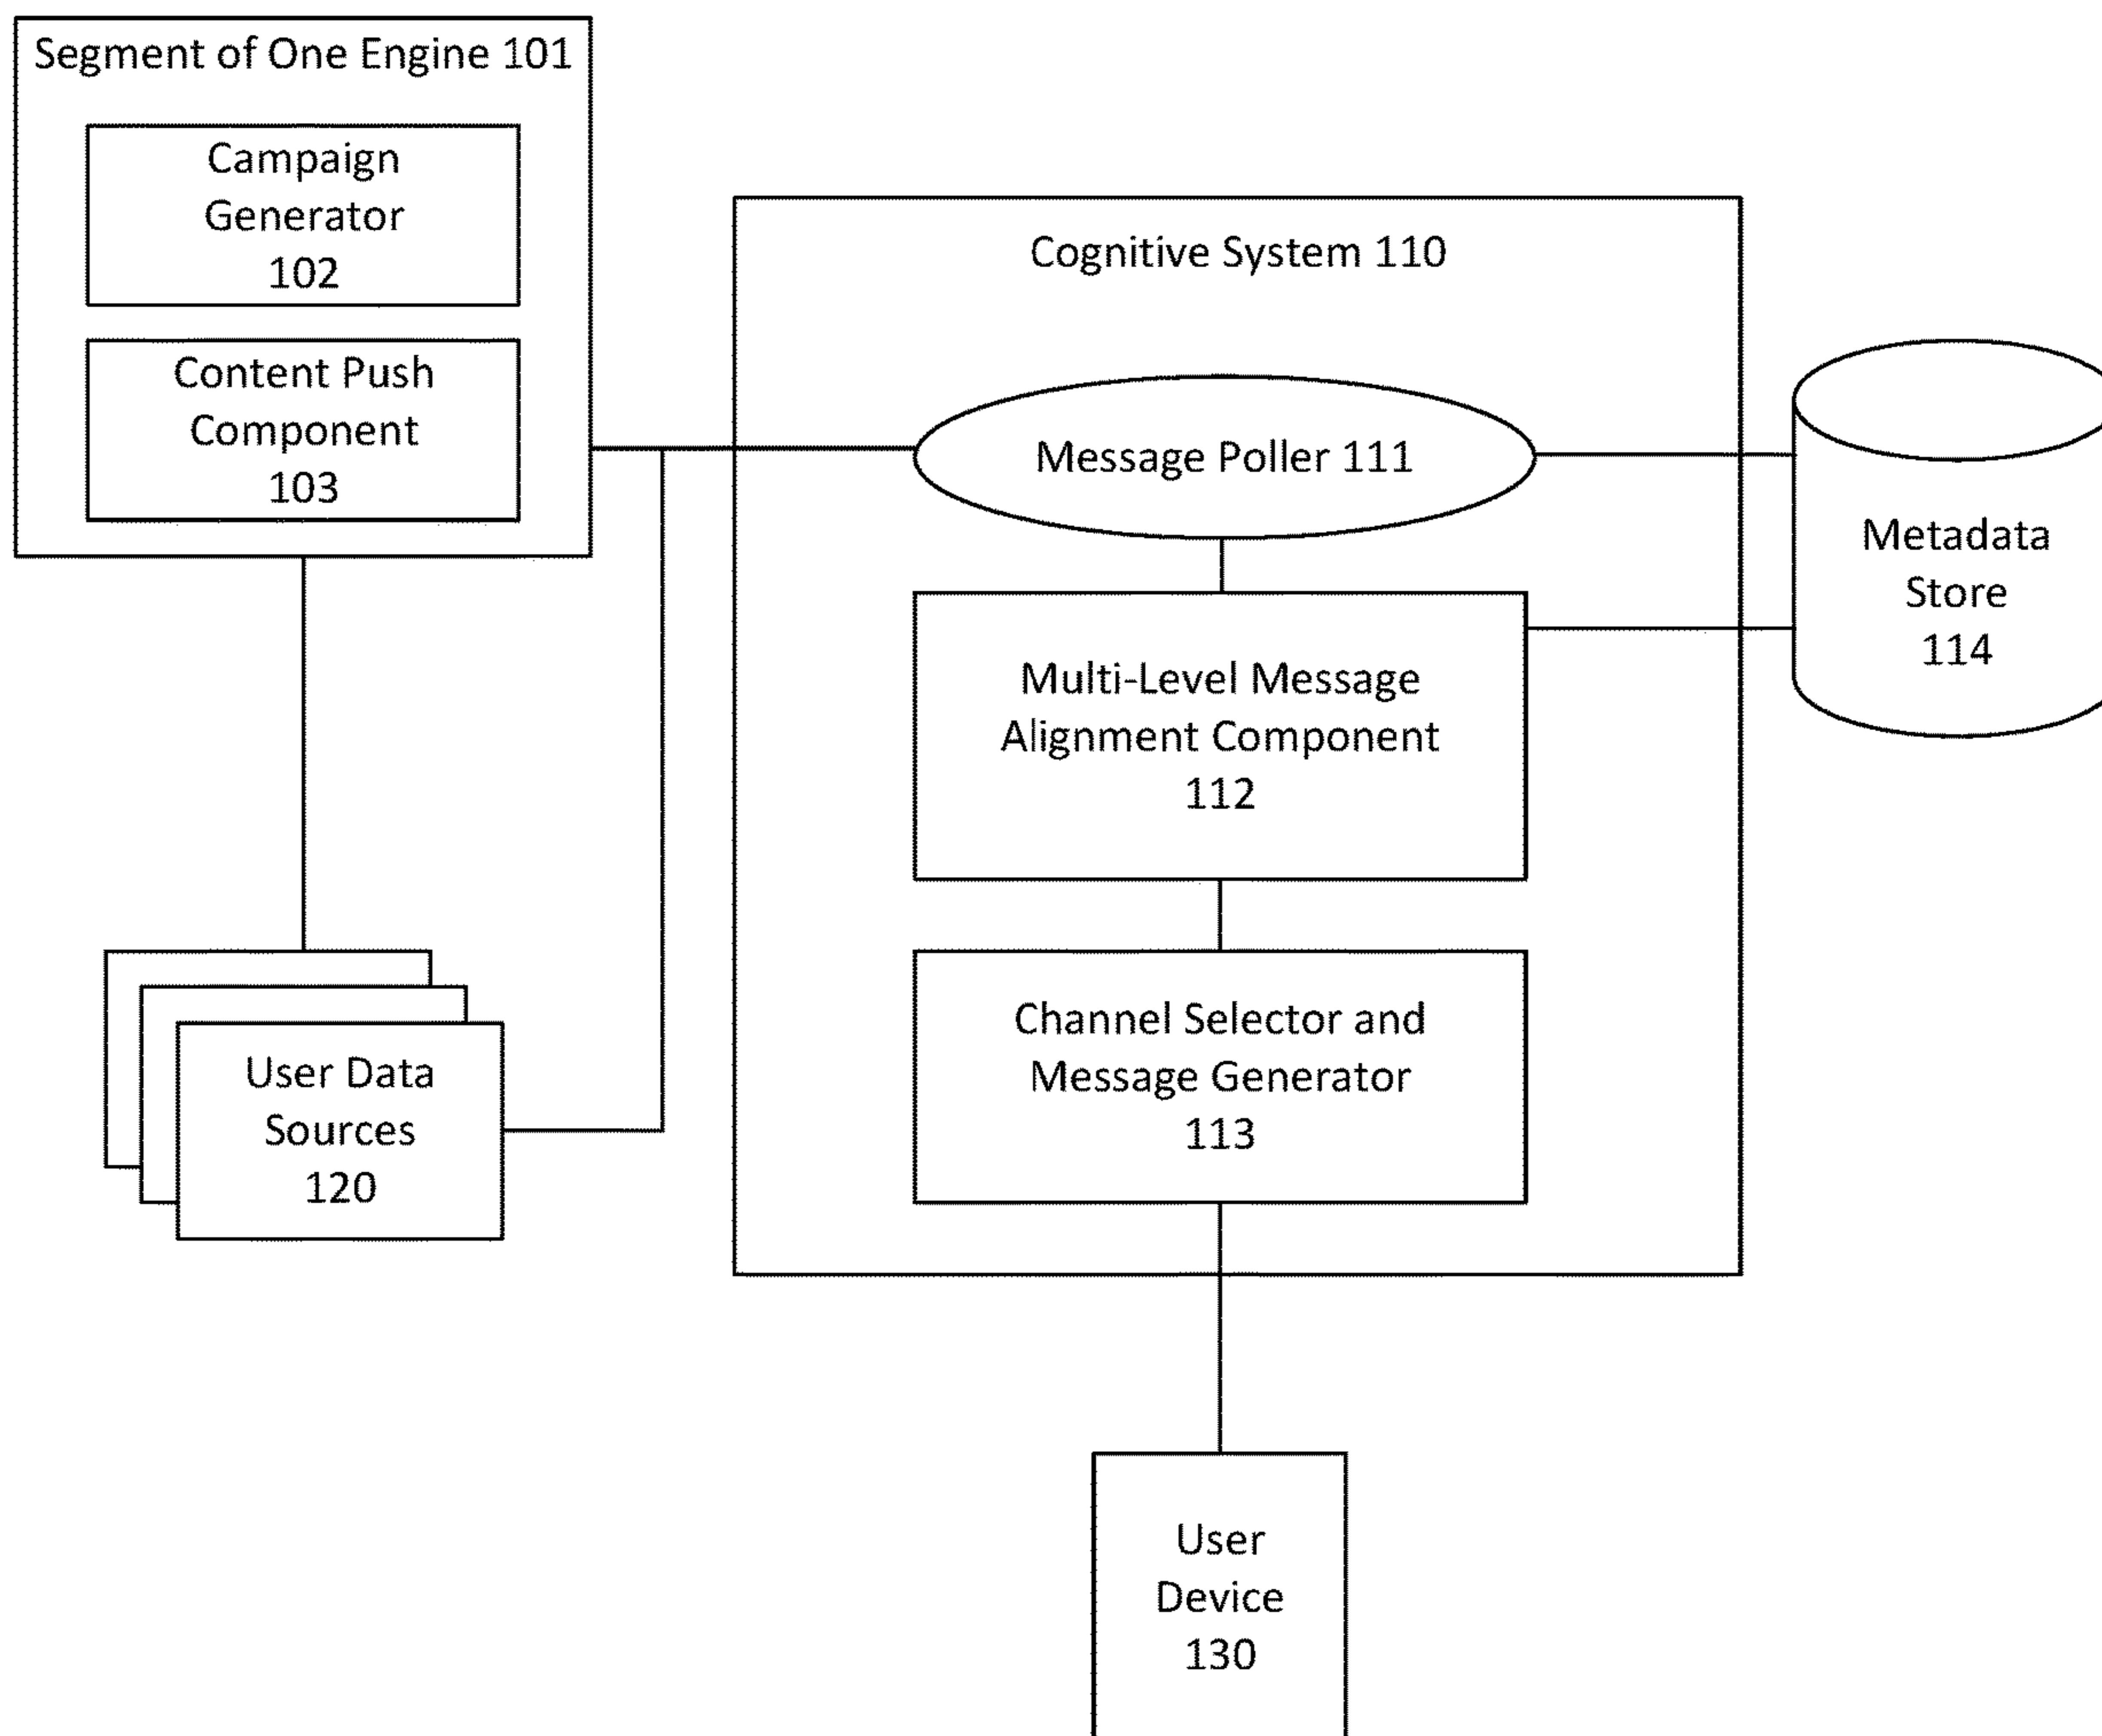 Segment of One Engine 101
Campaign
Generator
102
Content Push
Component
103
Cognitive System 110
Message Poller 111
Metadata
Store
114
Multi-Level Message
Alignment Component
112
Channel Selector and
Message Generator
113
User Data
Sources
120
User
Device
130